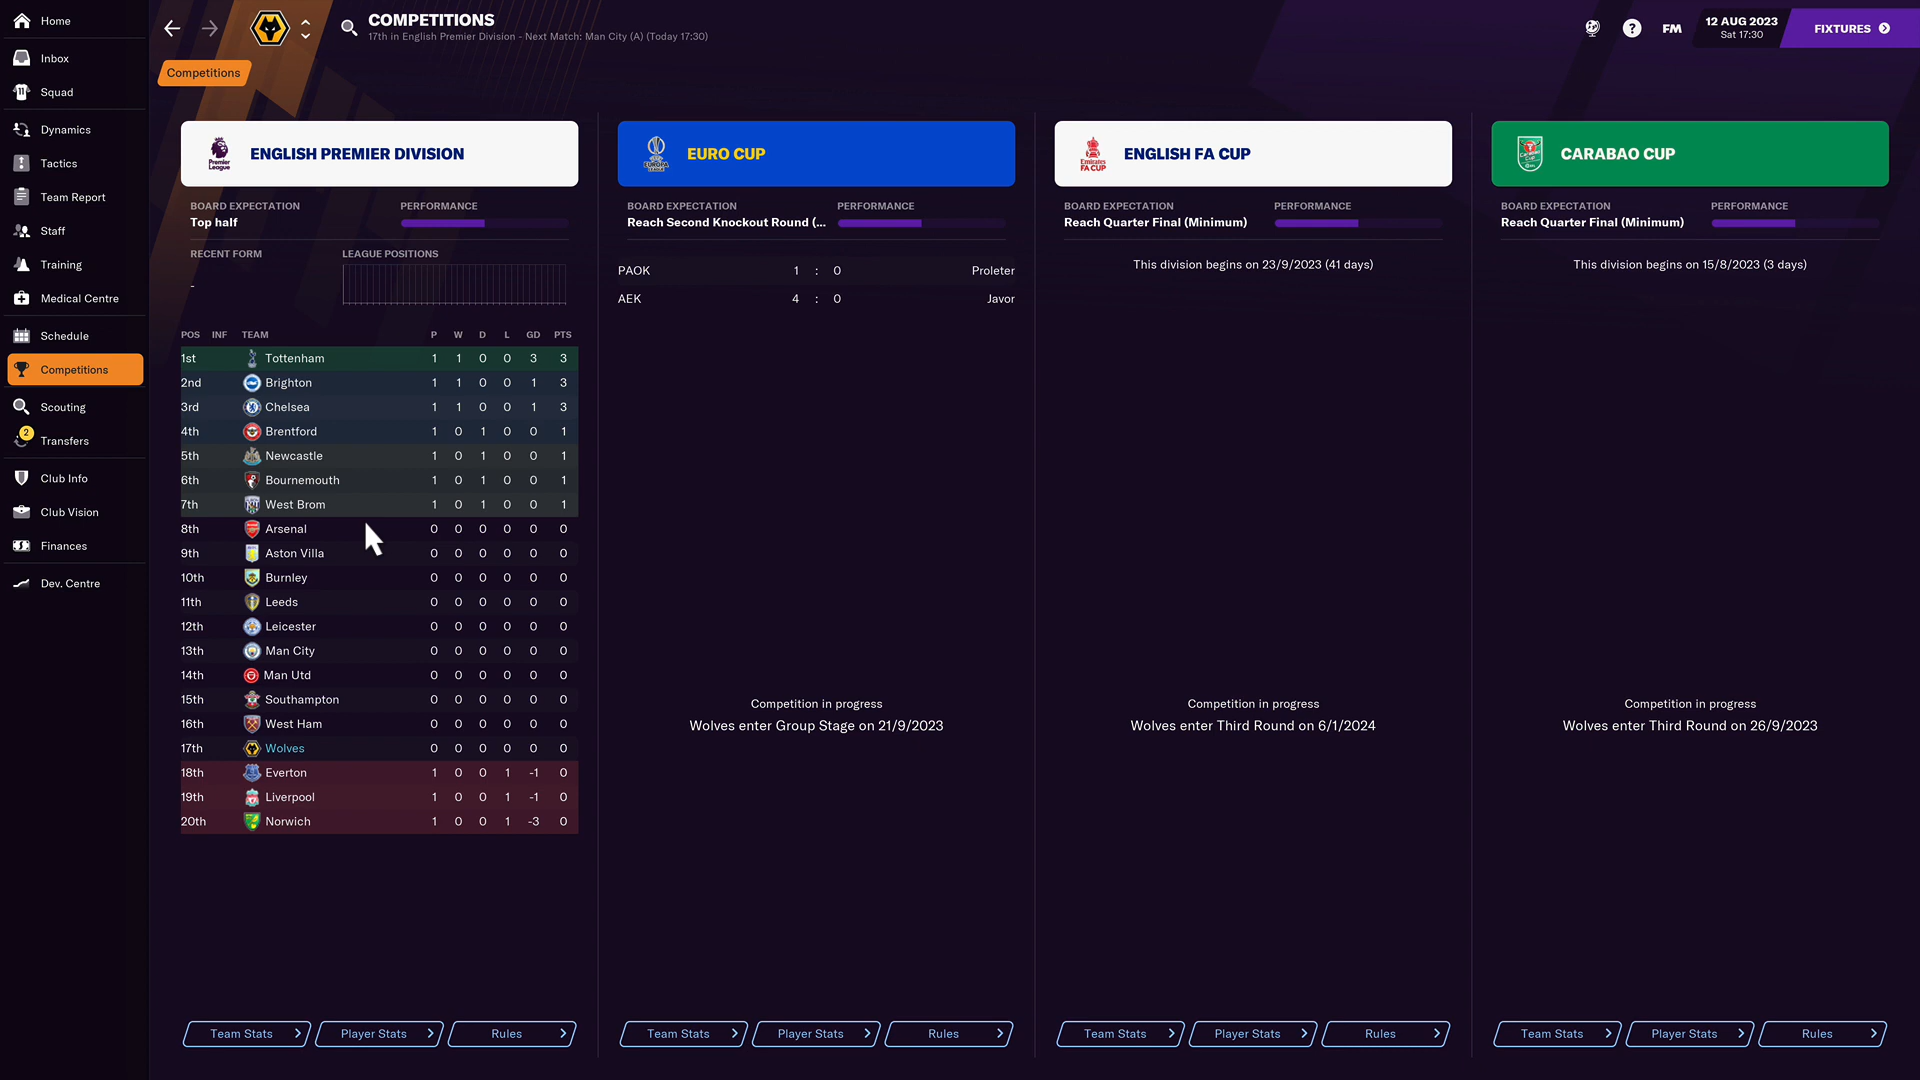 Home
Inbox
Squad
Dynamics
Tactics
Team Report
Staff
Training
Medical Centre
Schedule
Competitions
Scouting
2
Transfers
Club Info
Club Vision
Finances
Dev. Centre
COMPETITIONS
17th in English Premier Division - Next Match: Man City (A) (Today 17:30)
FM
12 AUG 2023
Sat 17:30
FIXTURES
Competitions
Premier League
ENGLISH PREMIER DIVISION
BOARD EXPECTATION PERFORMANCE
Top half
RECENT FORM LEAGUE POSITIONS
-
POS INF TEAM P W D L GD PTS
1st Tottenham 1 1 0 0 3 3
2nd Brighton 1 1 0 0 1 3
3rd Chelsea 1 1 0 0 1 3
4th Brentford 1 0 1 0 0 1
5th Newcastle 1 0 1 0 0 1
6th Bournemouth 1 0 1 0 0 1
7th West Brom 1 0 1 0 0 1
8th Arsenal 0 0 0 0 0 0
9th Aston Villa 0 0 0 0 0 0
10th Burnley 0 0 0 0 0 0
11th Leeds 0 0 0 0 0 0
12th Leicester 0 0 0 0 0 0
13th Man City 0 0 0 0 0 0
14th Man Utd 0 0 0 0 0 0
15th Southampton 0 0 0 0 0 0
16th West Ham 0 0 0 0 0 0
17th Wolves 0 0 0 0 0 0
18th Everton 1 0 0 1 -1 0
19th Liverpool 1 0 0 1 -1 0
20th Norwich 1 0 0 1 -3 0
Team Stats Player Stats Rules
EUROPA
EURO CUP
BOARD EXPECTATION PERFORMANCE
Reach Second Knockout Round (...
PAOK 1 : 0 Proleter
AEK 4 : 0 Javor
Competition in progress
Wolves enter Group Stage on 21/9/2023
Team Stats Player Stats Rules
Emirates
FA CUP
ENGLISH FA CUP
BOARD EXPECTATION PERFORMANCE
Reach Quarter Final (Minimum)
This division begins on 23/9/2023 (41 days)
Competition in progress
Wolves enter Third Round on 6/1/2024
Team Stats Player Stats Rules
CARABAO CUP
BOARD EXPECTATION PERFORMANCE
Reach Quarter Final (Minimum)
This division begins on 15/8/2023 (3 days)
Competition in progress
Wolves enter Third Round on 26/9/2023
Team Stats Player Stats Rules